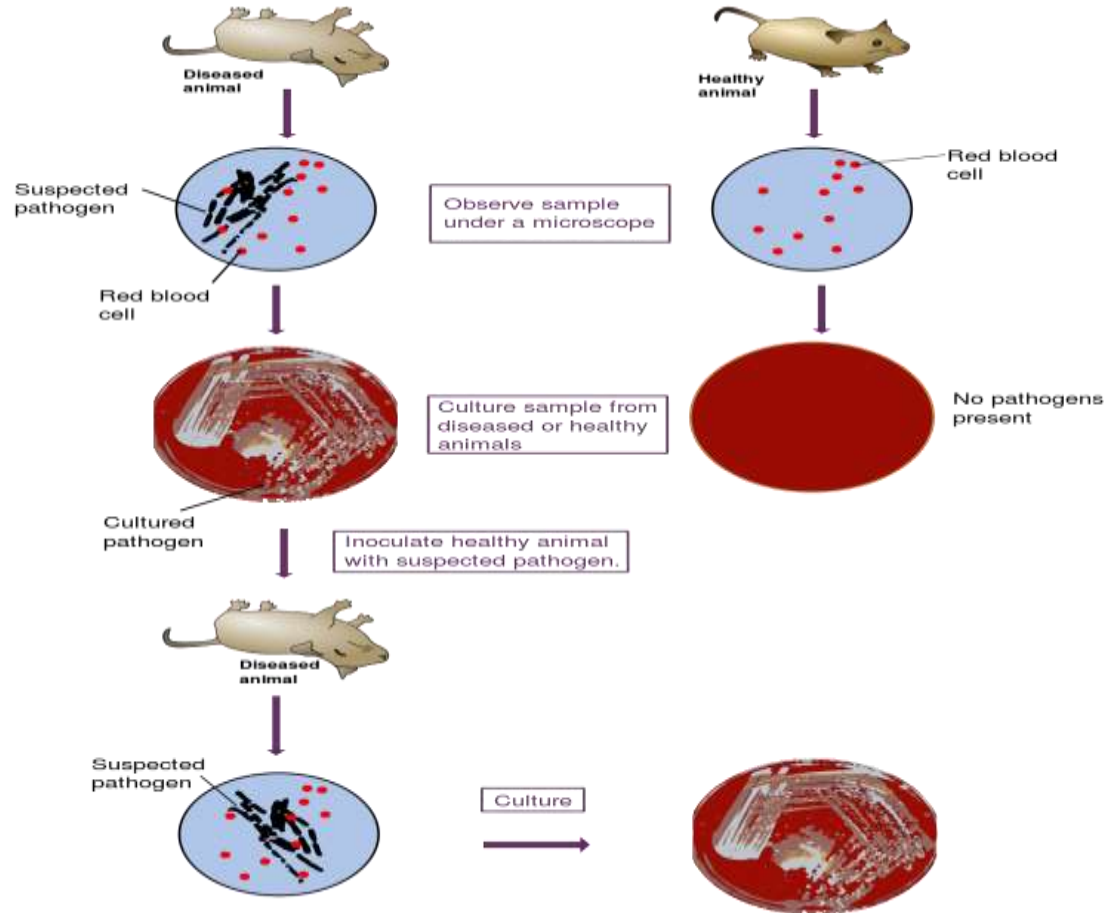 Diseased
animal
Healthy
animal
Suspected
pathogen
Red blood
cell
Observe sample
under a microscope
Red blood
cell
Culture sample from
diseased or healthy
animals
No pathogens
present
Cultured
pathogen
Inoculate healthy animal
with suspected pathogen.
Diseased
animal
Suspected
pathogen
Culture